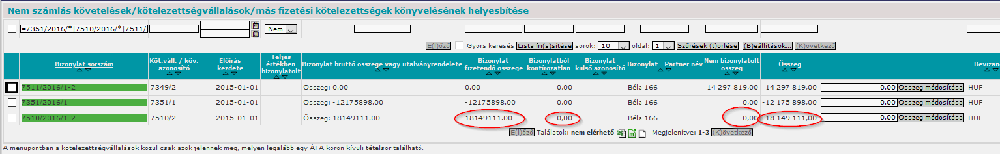 Nem számlás követelések/kötelezettségvállalások/más fizetési kötelezettségek könyvelésének helyesbítése
=7351/2016/*|7510/2016/*|7511/ Nem
E(l)őző Gyors keresés Lista fri(s)sítése sorok: 10 oldal: 1 Szűrések (t)örlése (B)eállítások... (K)övetkező
Bizonylat sorszám Köt.váll. / köv. azonosító Előírás kezdete Teljes értékben bizonylatolt Bizonylat bruttó összege vagy utalványrendelete Bizonylat fizetendő összege Bizonylatból kontírozatlan Bizonylat külső azonosító Bizonylat - Partner név Nem bizonylatolt összeg Összeg Devizanem
7511/2016/1-2 7349/2 2015-01-01 Összeg: 0.00 0.00 0,00 Béla 166 14 297 819,00 14 297 819,00 0.00 Összeg módosítása HUF
7351/2016/1 7351/1 2015-01-01 Összeg: -12175898.00 -12175898.00 0,00 Béla 166 0,00 -12 175 898,00 0.00 Összeg módosítása HUF
7510/2016/1-2 7510/2 2015-01-01 Összeg: 18149111.00 18149111.00 0,00 Béla 166 0,00 18 149 111,00 0.00 Összeg módosítása HUF
E(l)őző Találatok: nem elérhető Megjelenítve: 1-3 (K)övetkező
A menüpontban a kötelezettségvállalások közül csak azok jelennek meg, melyen legalább egy ÁFA körön kívüli tételsor található.